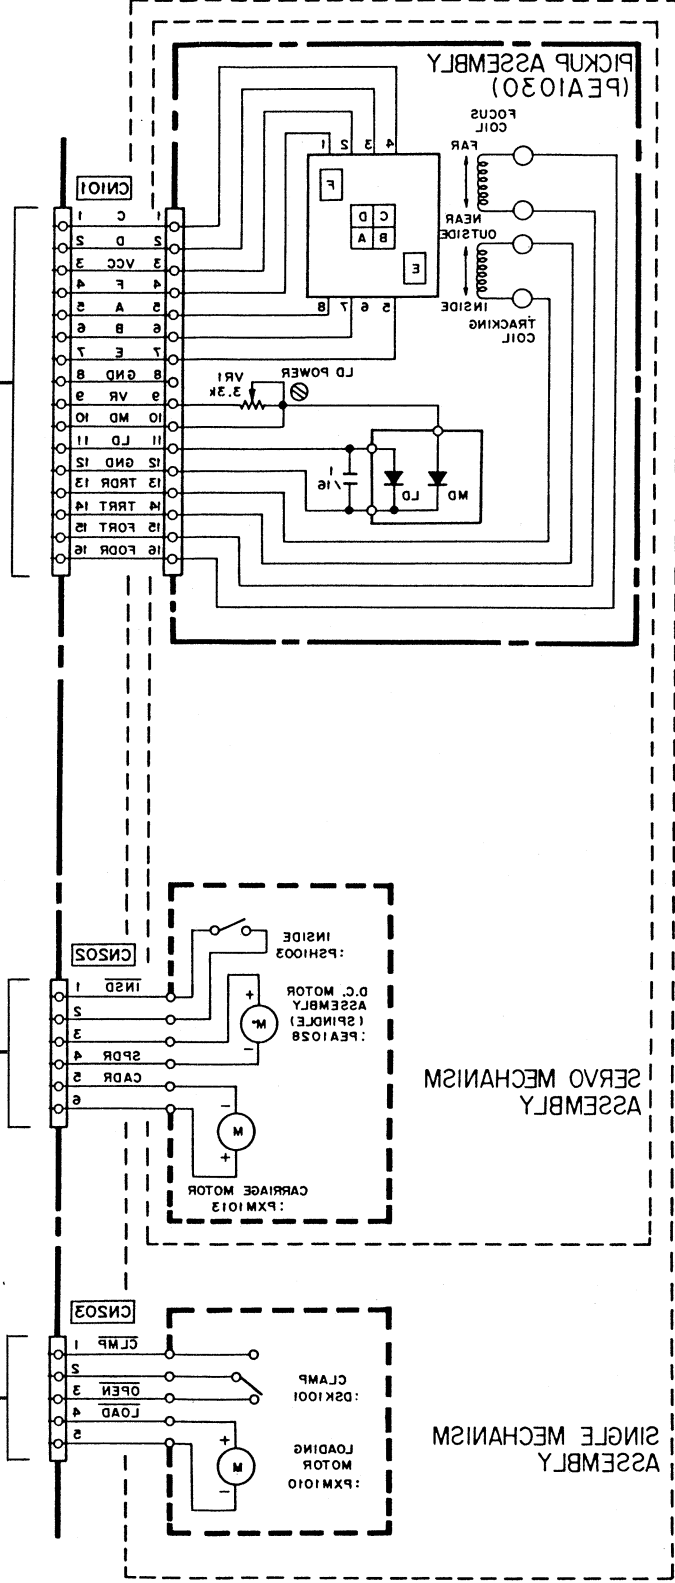 PICKUP ASSEMBLY
(PEA1030)
FOCUS
COIL
FAR
NEAR
OUTSIDE
INSIDE
TRACKING
COIL
1 2 3 4
F
D C
A B
E
8 7 6 5
CN101
1 C 1
2 D 2
3 VCC 3
4 F 4
5 A 5
6 B 6
7 E 7
8 GND 8
9 VR 9
10 MD 10
11 LD 11
12 GND 12
13 TRDR 13
14 TRRT 14
15 FORT 15
16 FODR 16
VR1
3.3k
LD POWER
1
/16
LD
MD
CN202
1 INSD
2
3
4 SPDR
5 CADR
6
INSIDE
:PSH1003
D.C. MOTOR
ASSEMBLY
(SPINDLE)
:PEA1028
+
M
-
-
M
+
CARRIAGE MOTOR
:PXM1013
SERVO MECHANISM
ASSEMBLY
CN203
1 CLMP
2
3 OPEN
4 LOAD
5
CLAMP
:DSK1001
LOADING
MOTOR
:PXM1010
+
M
-
SINGLE MECHANISM
ASSEMBLY